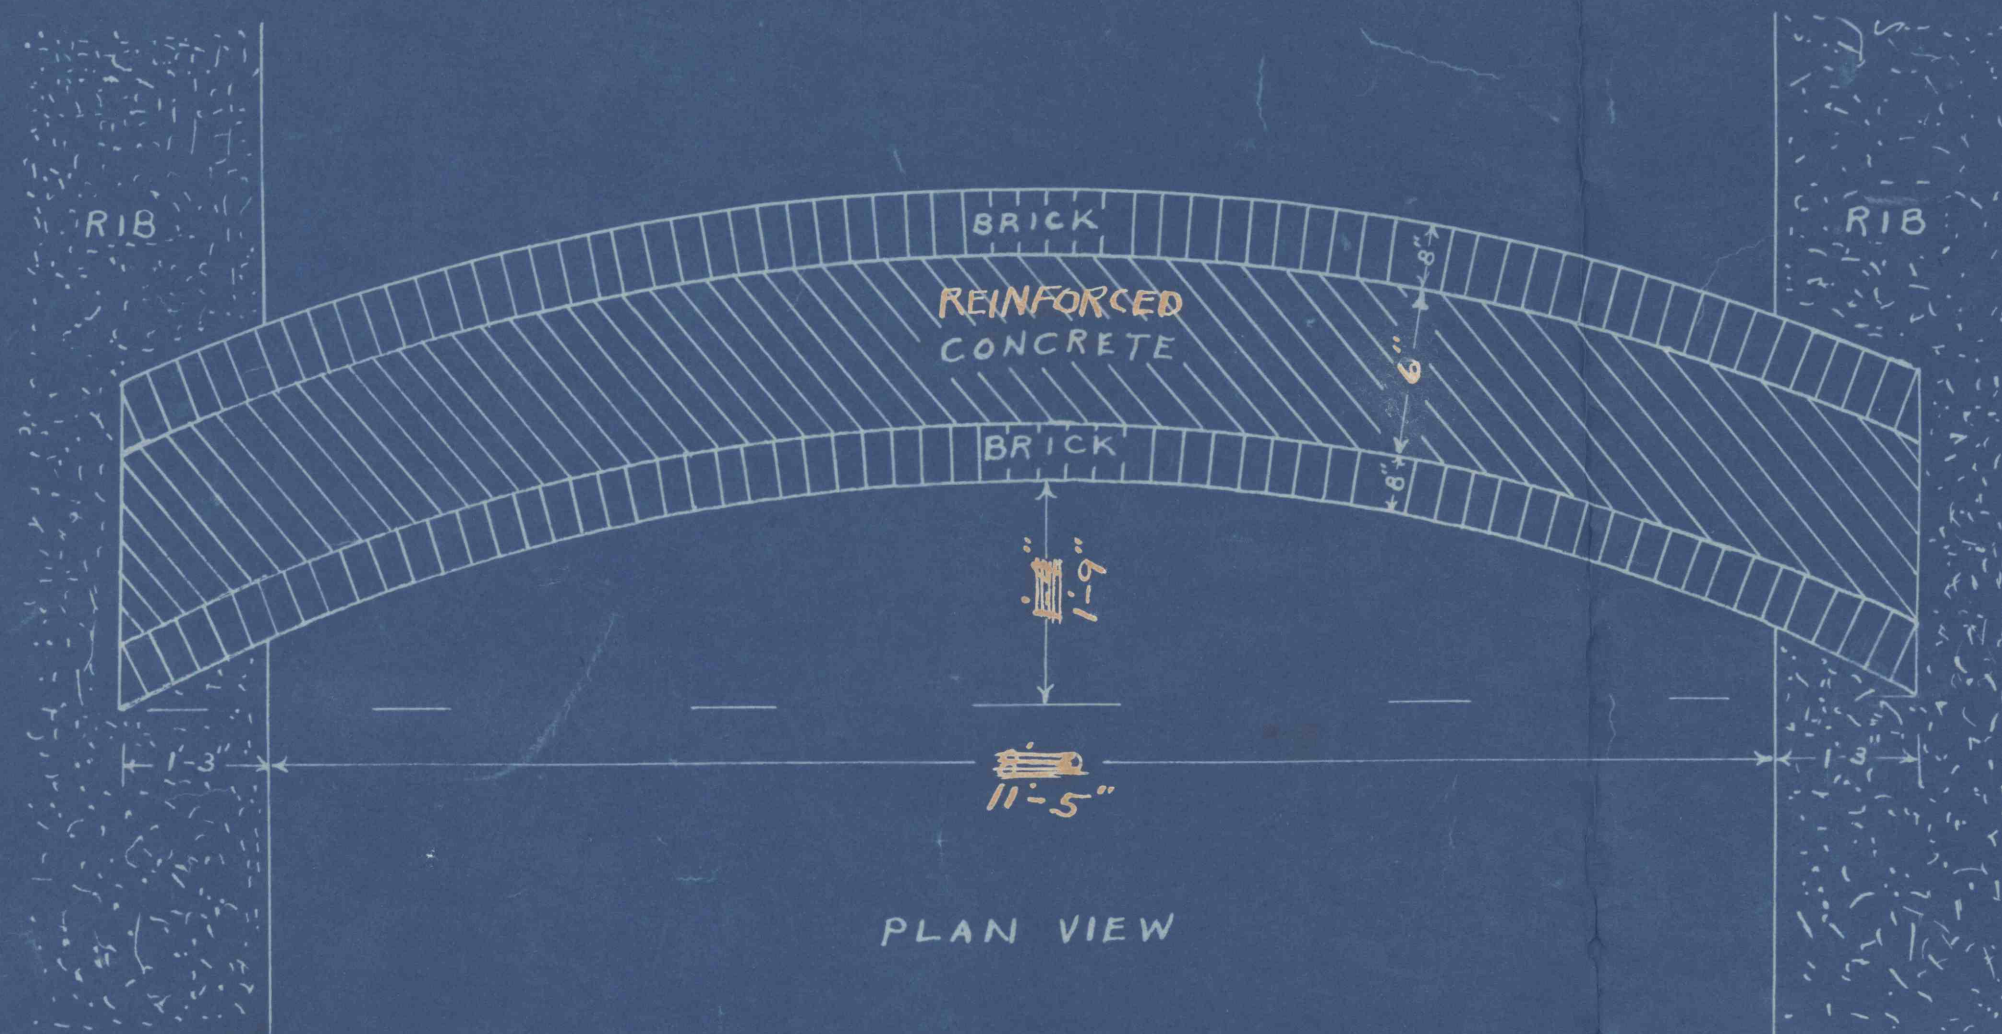 RIB
RIB
BRICK
8"
REINFORCED
CONCRETE
6"
BRICK
8"
1'-9"
1'-3"
1'-3"
11'-5"
PLAN VIEW